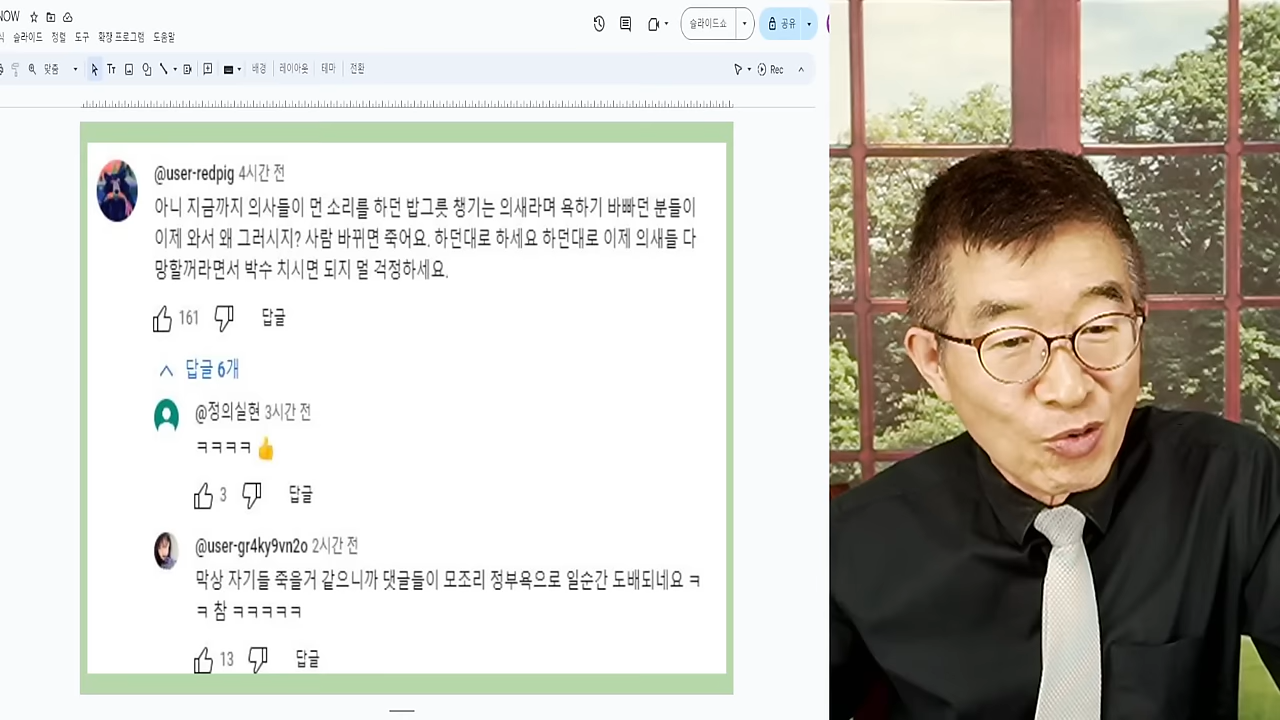 NOW
슬라이드 정렬 도구 확장 프로그램 도움말
슬라이드쇼
공유
맞춤
배경 레이아웃 테마 전환
Rec
@user-redpig 4시간 전
아니 지금까지 의사들이 먼 소리를 하던 밥그릇 챙기는 의새라며 욕하기 바빠던 분들이
이제 와서 왜 그러시지? 사람 바뀌면 죽어요. 하던대로 하세요 하던대로 이제 의새들 다
망할꺼라면서 박수 치시면 되지 멀 걱정하세요.
161 답글
답글 6개
@정의실현 3시간 전
ㅋㅋㅋㅋ👍
3 답글
@user-gr4ky9vn2o 2시간 전
막상 자기들 죽을거 같으니까 댓글들이 모조리 정부욕으로 일순간 도배되네요 ㅋ
ㅋ 참 ㅋㅋㅋㅋㅋ
13 답글